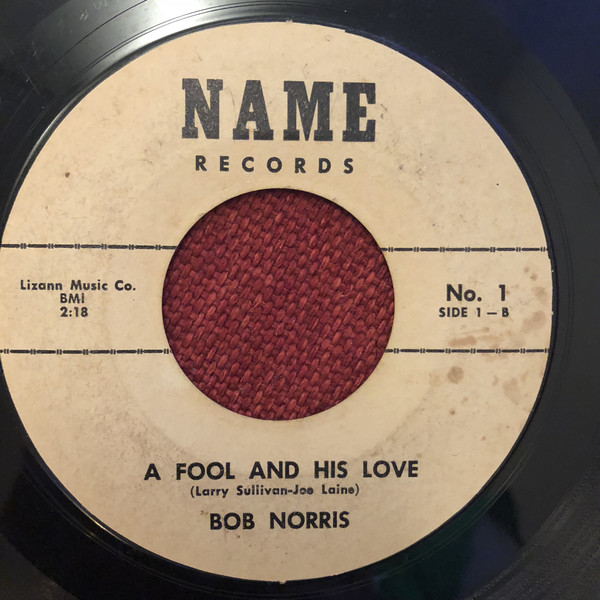 NAME
RECORDS
Lizann Music Co.
BMI
2:18
No. 1
SIDE 1 — B
A FOOL AND HIS LOVE
(Larry Sullivan-Joe Laine)
BOB NORRIS